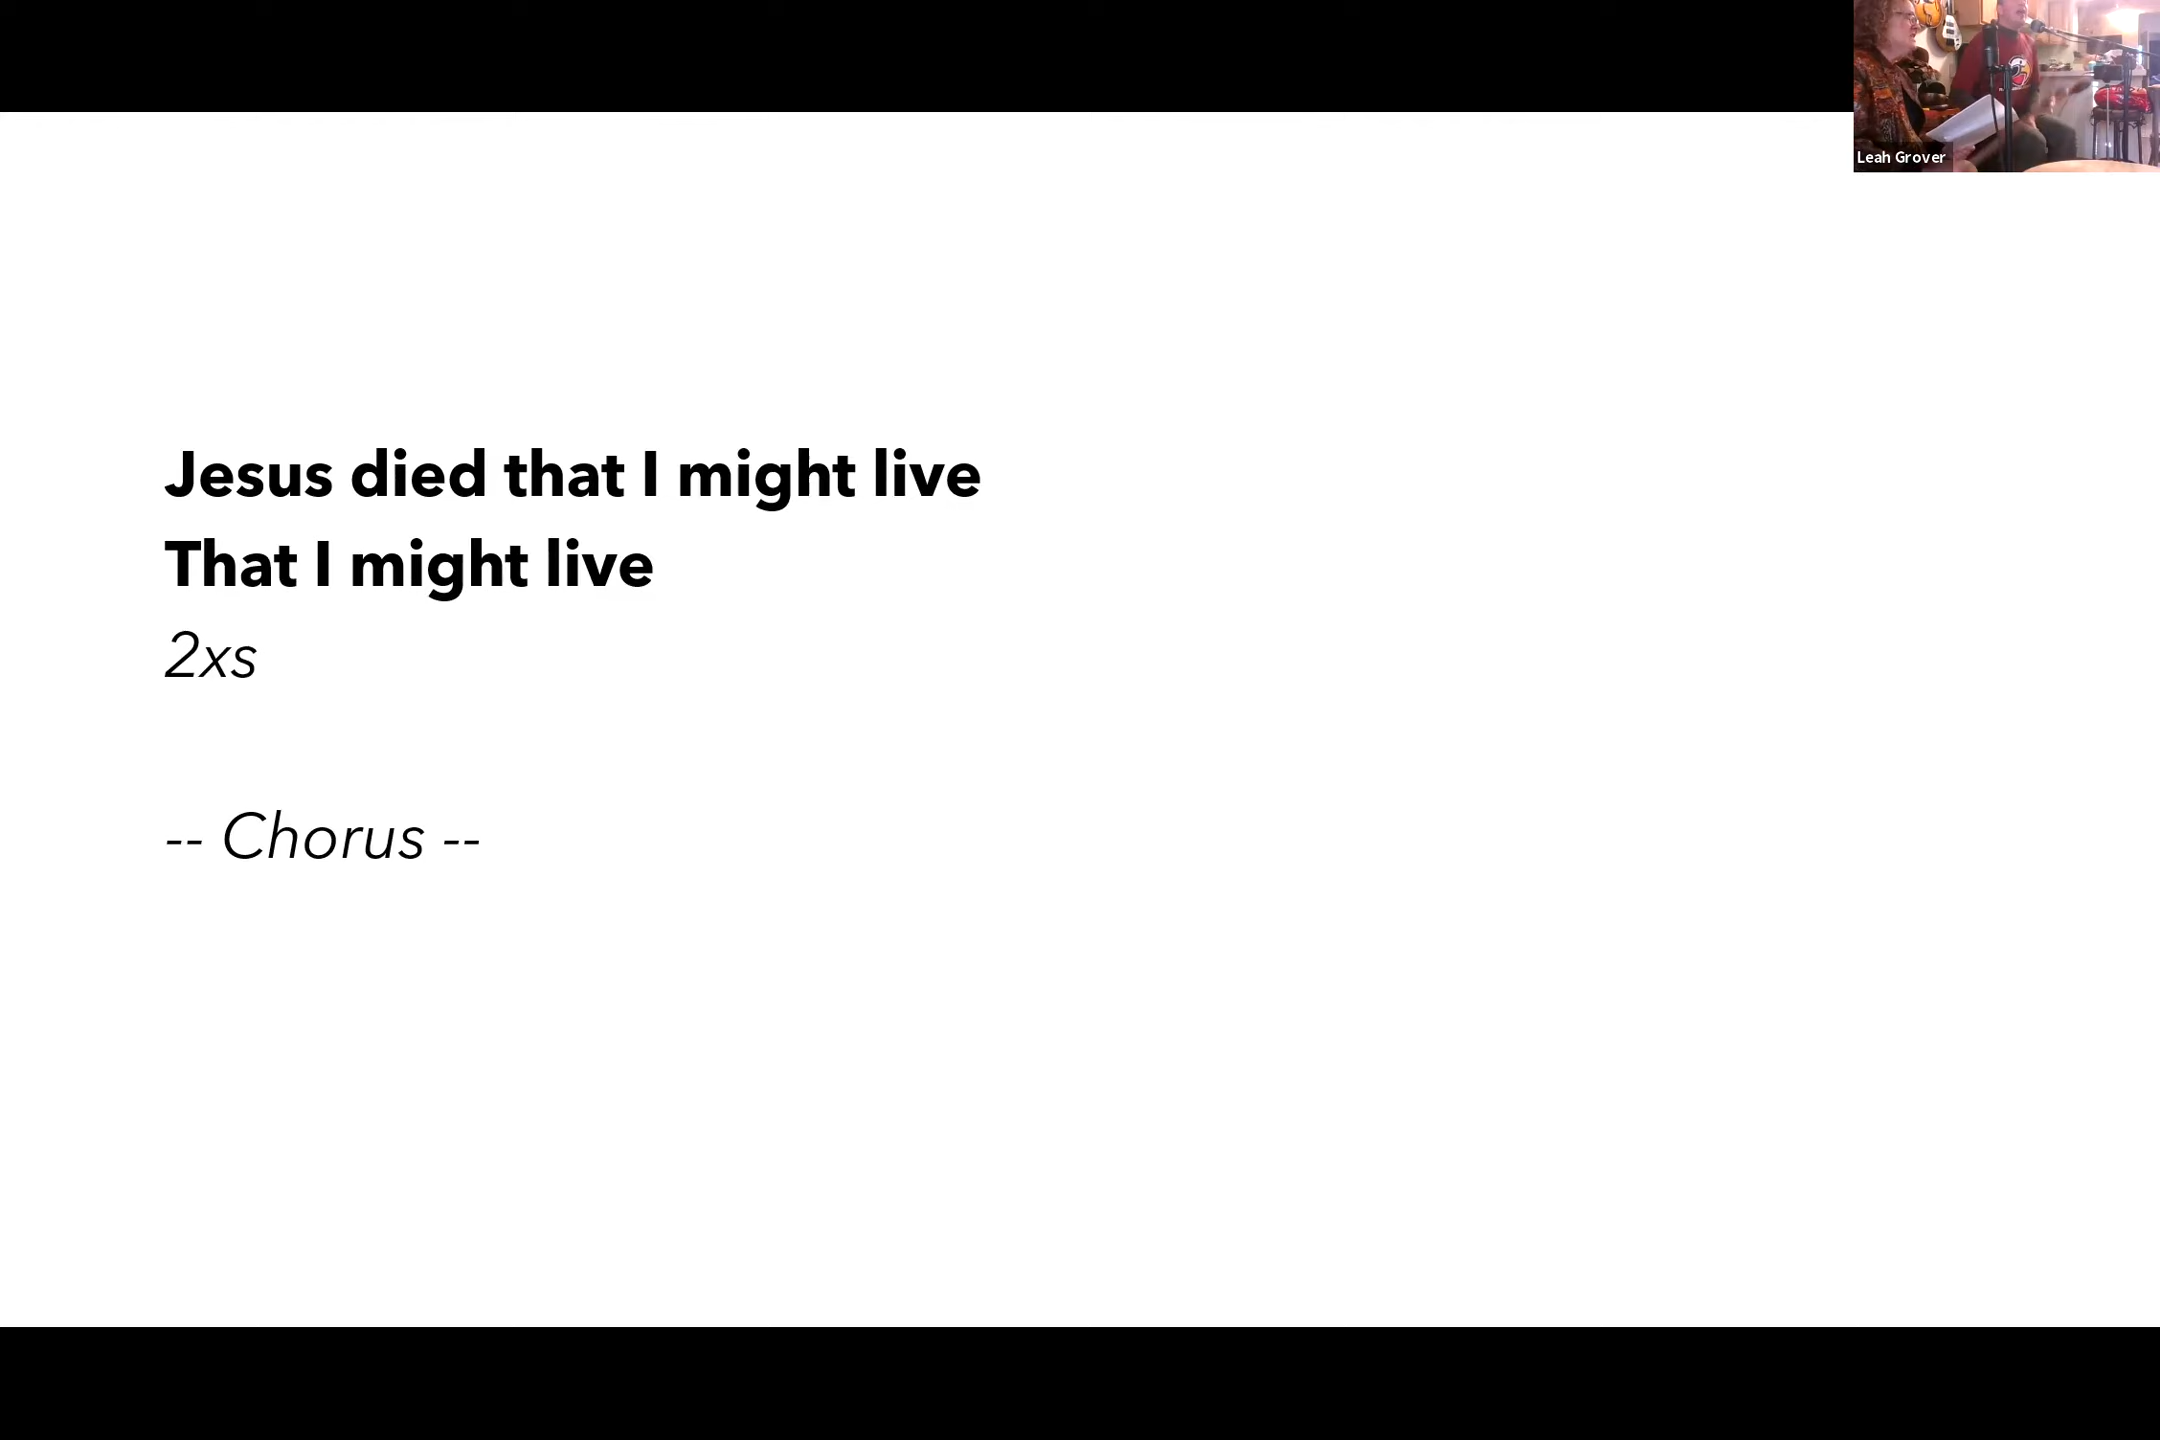 Leah Grover
Jesus died that I might live
That I might live
2xs
-- Chorus --